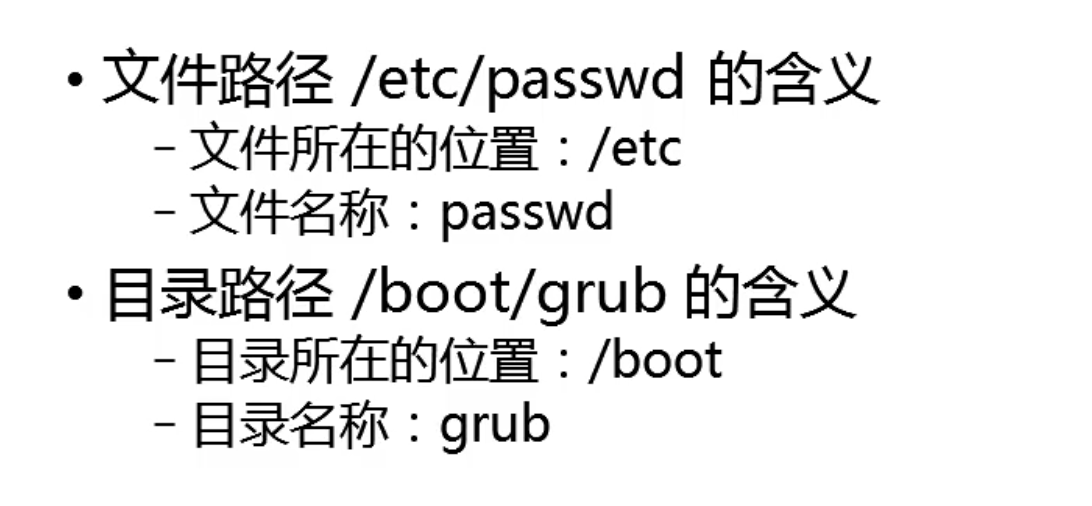 • 文件路径 /etc/passwd 的含义
– 文件所在的位置：/etc
– 文件名称：passwd
• 目录路径 /boot/grub 的含义
– 目录所在的位置：/boot
– 目录名称：grub